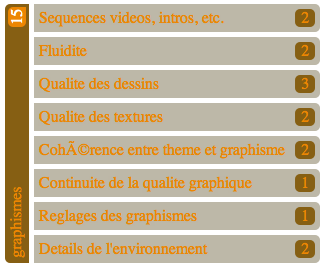 15
graphismes
Sequences videos, intros, etc. 2
Fluidite 2
Qualite des dessins 3
Qualite des textures 2
CohÃ©rence entre theme et graphisme 2
Continuite de la qualite graphique 1
Reglages des graphismes 1
Details de l'environnement 2